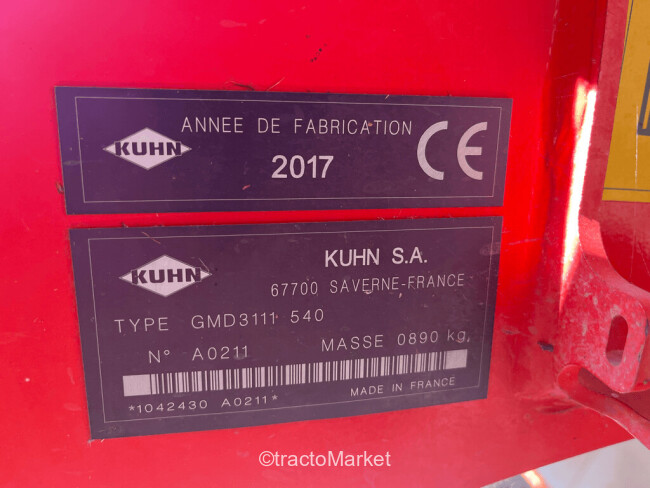 KUHN
ANNEE DE FABRICATION
2017
CE
KUHN
KUHN S.A.
67700 SAVERNE-FRANCE
TYPE GMD3111 540
N° A0211 MASSE 0890 kg
*1042430 A0211* MADE IN FRANCE
©tractoMarket